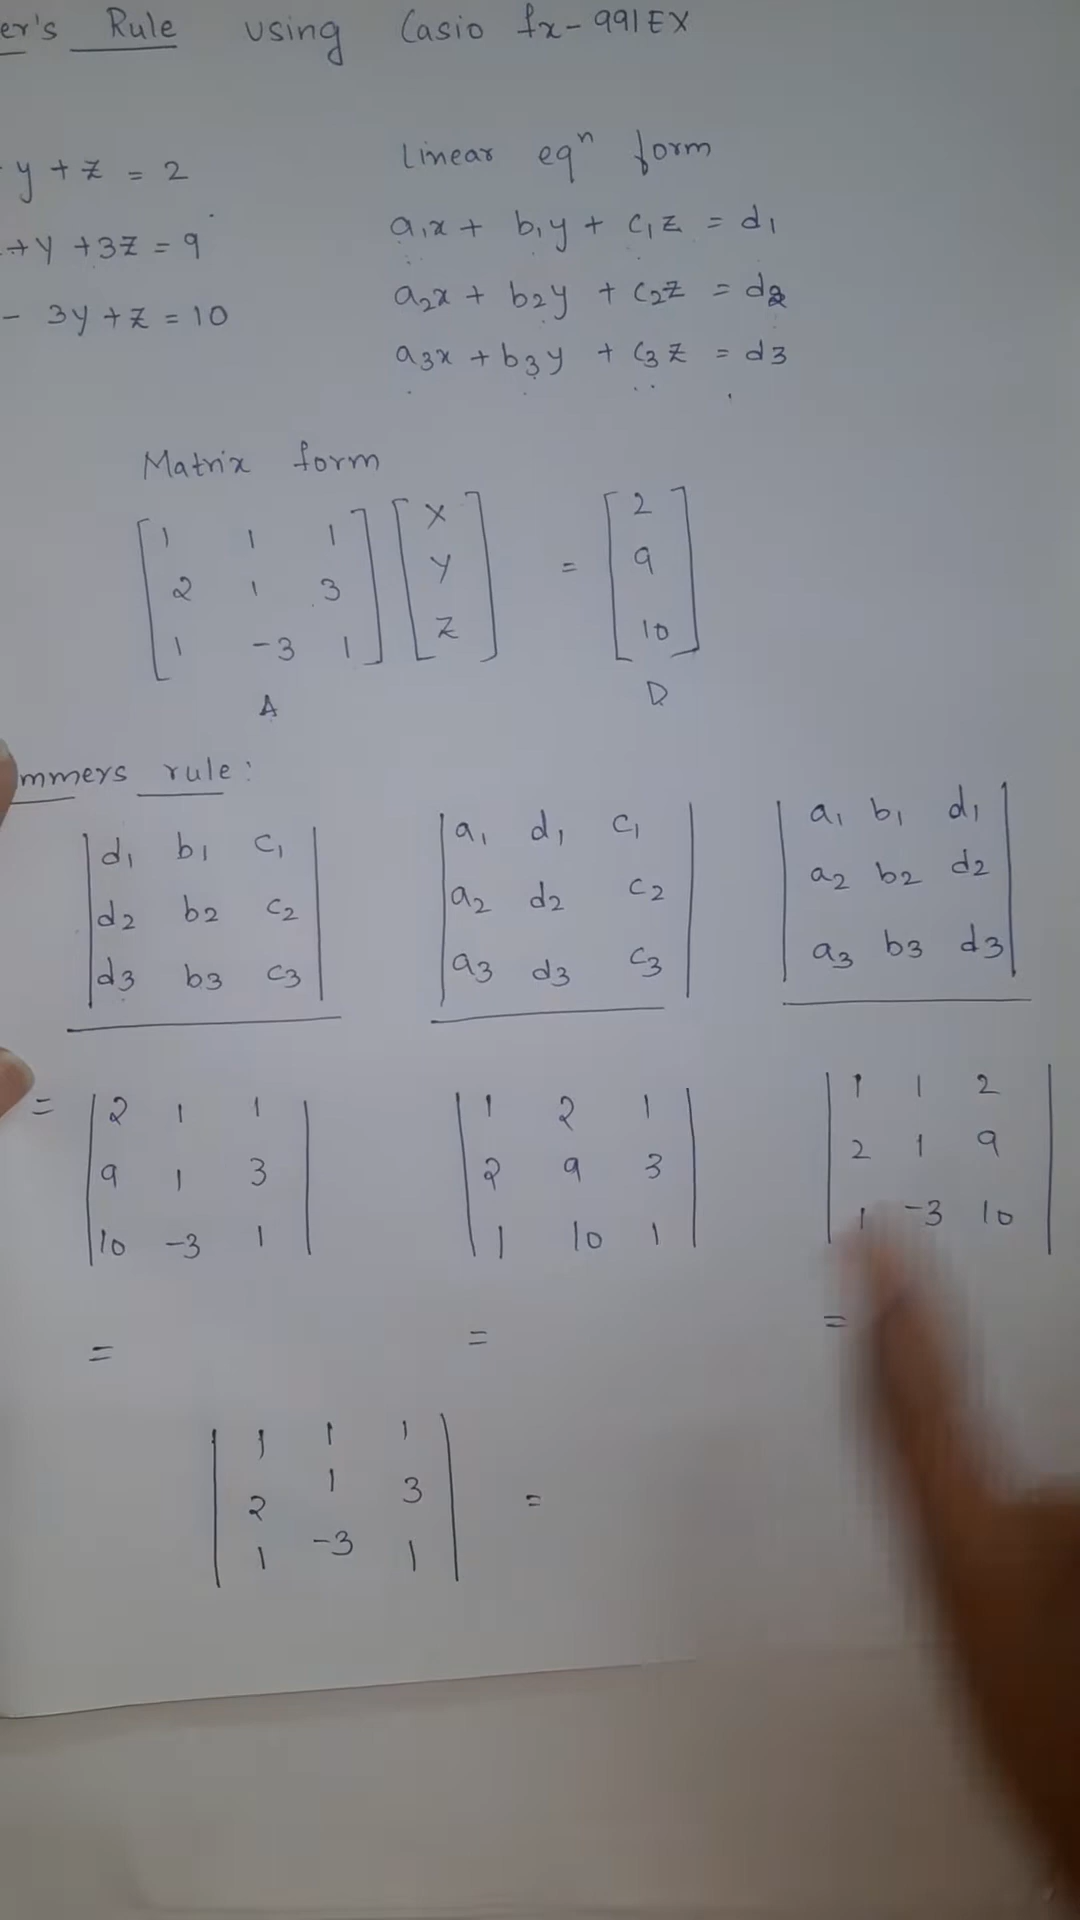 er's Rule using Casio fx-991EX
y + z = 2
+y +3z = 9
- 3y + z = 10
Linear eqⁿ form
a₁x + b₁y + c₁z = d₁
a₂x + b₂y + c₂z = d₂
a₃x + b₃y + c₃z = d₃
Matrix form
1 1 1 x = 2
2 1 3 y 9
1 -3 1 z 10
A D
mmers rule:
d₁ b₁ c₁ a₁ d₁ c₁ a₁ b₁ d₁
d₂ b₂ c₂ a₂ d₂ c₂ a₂ b₂ d₂
d₃ b₃ c₃ a₃ d₃ c₃ a₃ b₃ d₃
= 2 1 1 1 2 1 1 1 2
9 1 3 2 9 3 2 1 9
10 -3 1 1 10 1 1 -3 10
= = =
1 1 1
2 1 3 =
1 -3 1